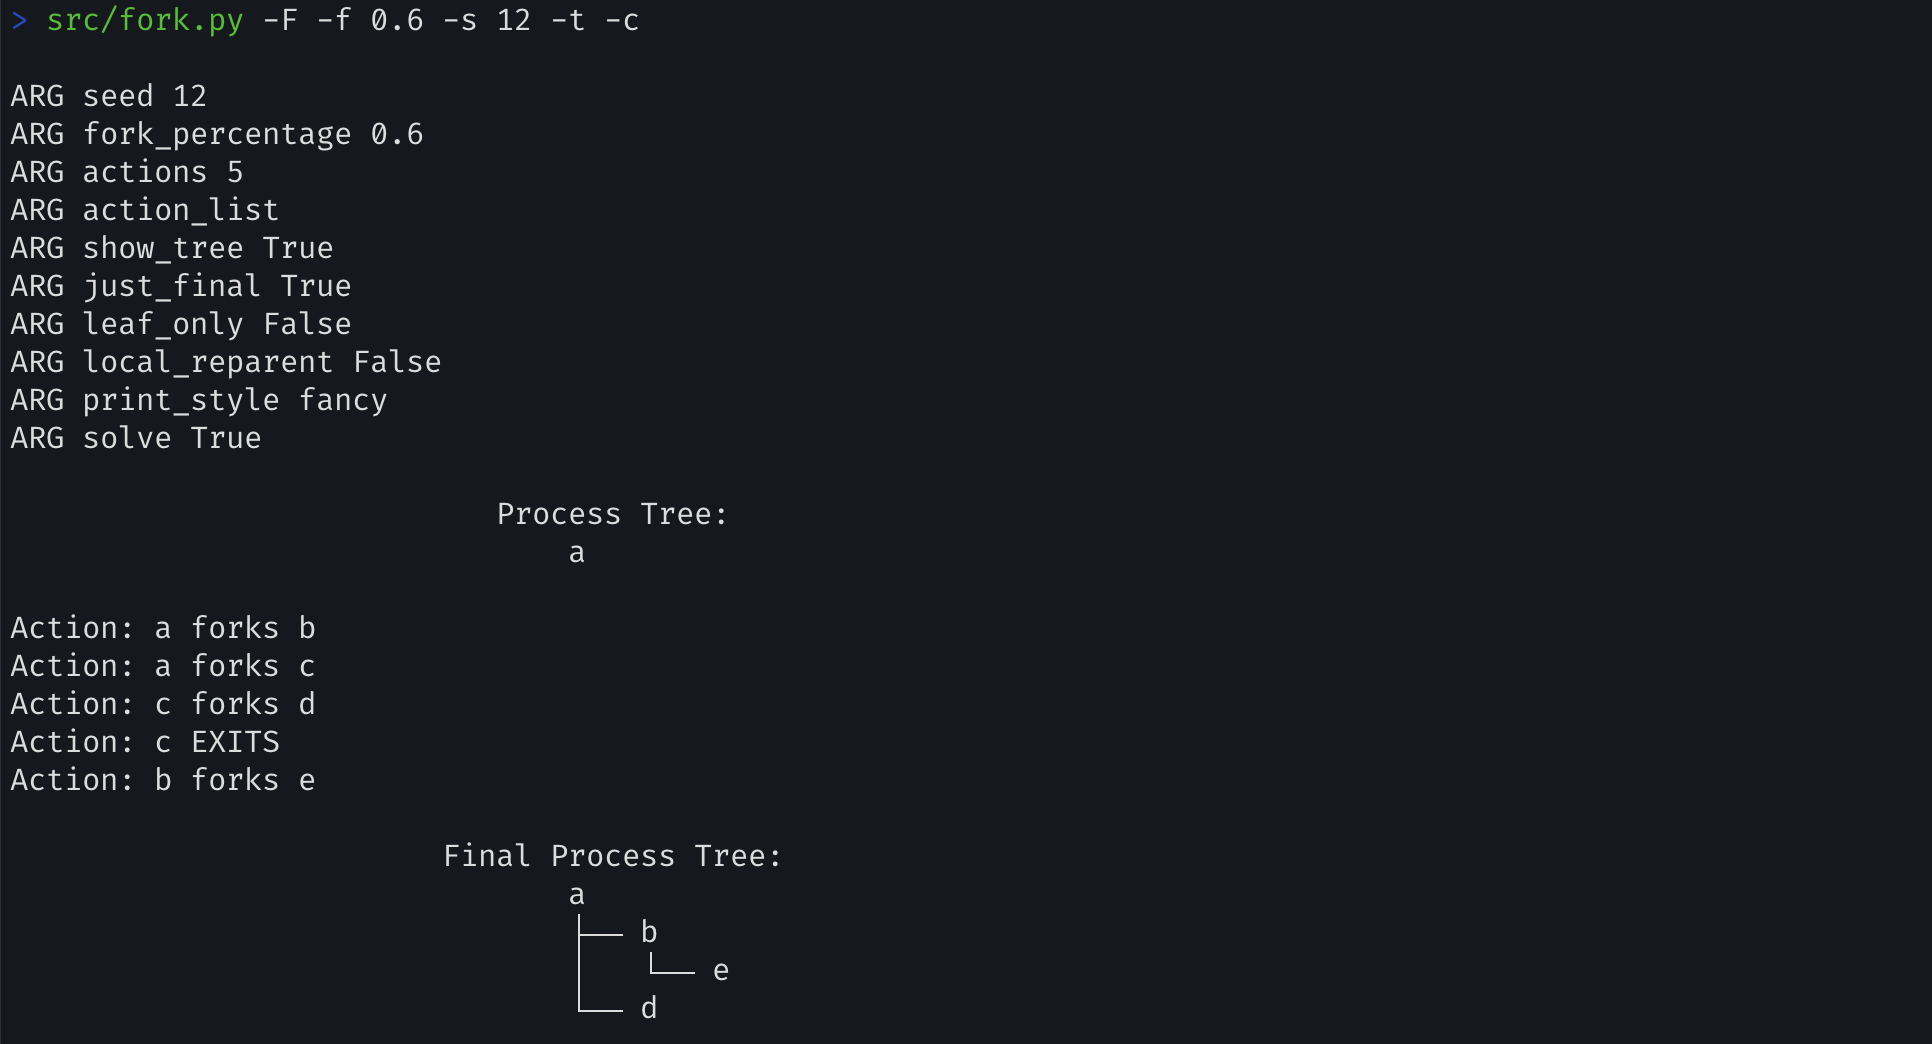 > src/fork.py -F -f 0.6 -s 12 -t -c
ARG seed 12
ARG fork_percentage 0.6
ARG actions 5
ARG action_list
ARG show_tree True
ARG just_final True
ARG leaf_only False
ARG local_reparent False
ARG print_style fancy
ARG solve True
Process Tree:
a
Action: a forks b
Action: a forks c
Action: c forks d
Action: c EXITS
Action: b forks e
Final Process Tree:
a
├── b
│   └── e
└── d